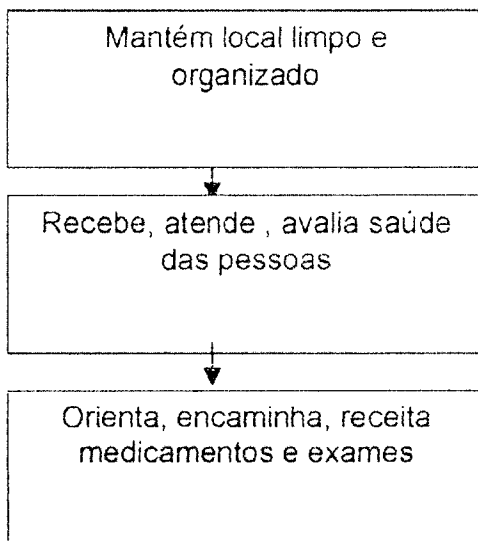 Mantém local limpo e
organizado
Recebe, atende , avalia saúde
das pessoas
Orienta, encaminha, receita
medicamentos e exames